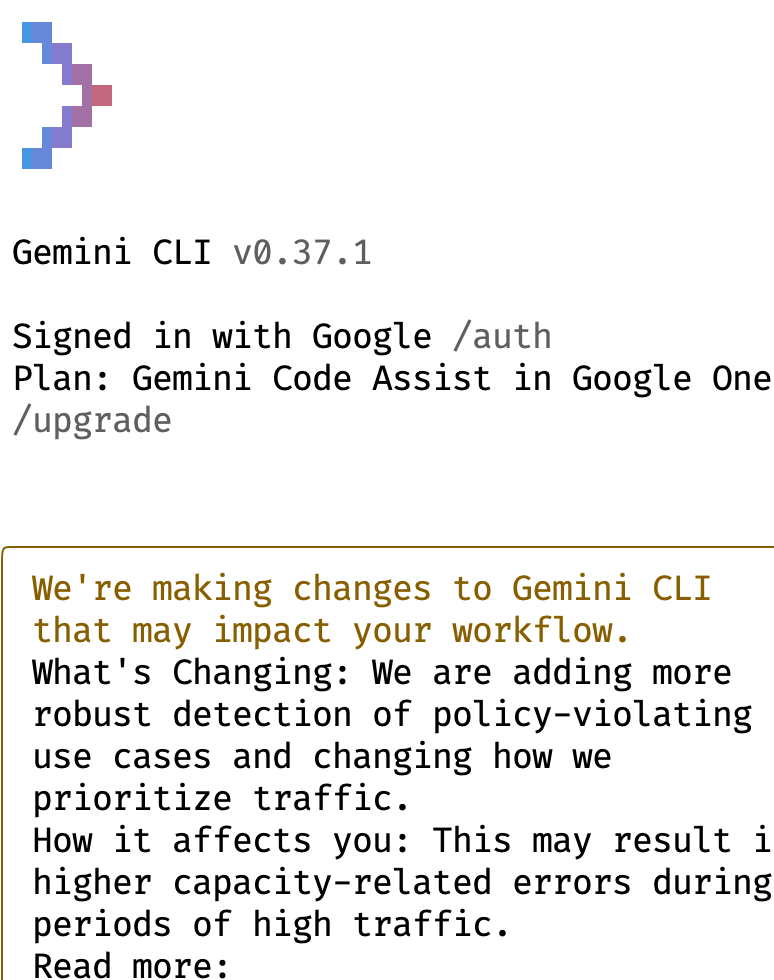 Gemini CLI v0.37.1
Signed in with Google /auth
Plan: Gemini Code Assist in Google One
/upgrade
We're making changes to Gemini CLI
that may impact your workflow.
What's Changing: We are adding more
robust detection of policy-violating
use cases and changing how we
prioritize traffic.
How it affects you: This may result i
higher capacity-related errors during
periods of high traffic.
Read more: